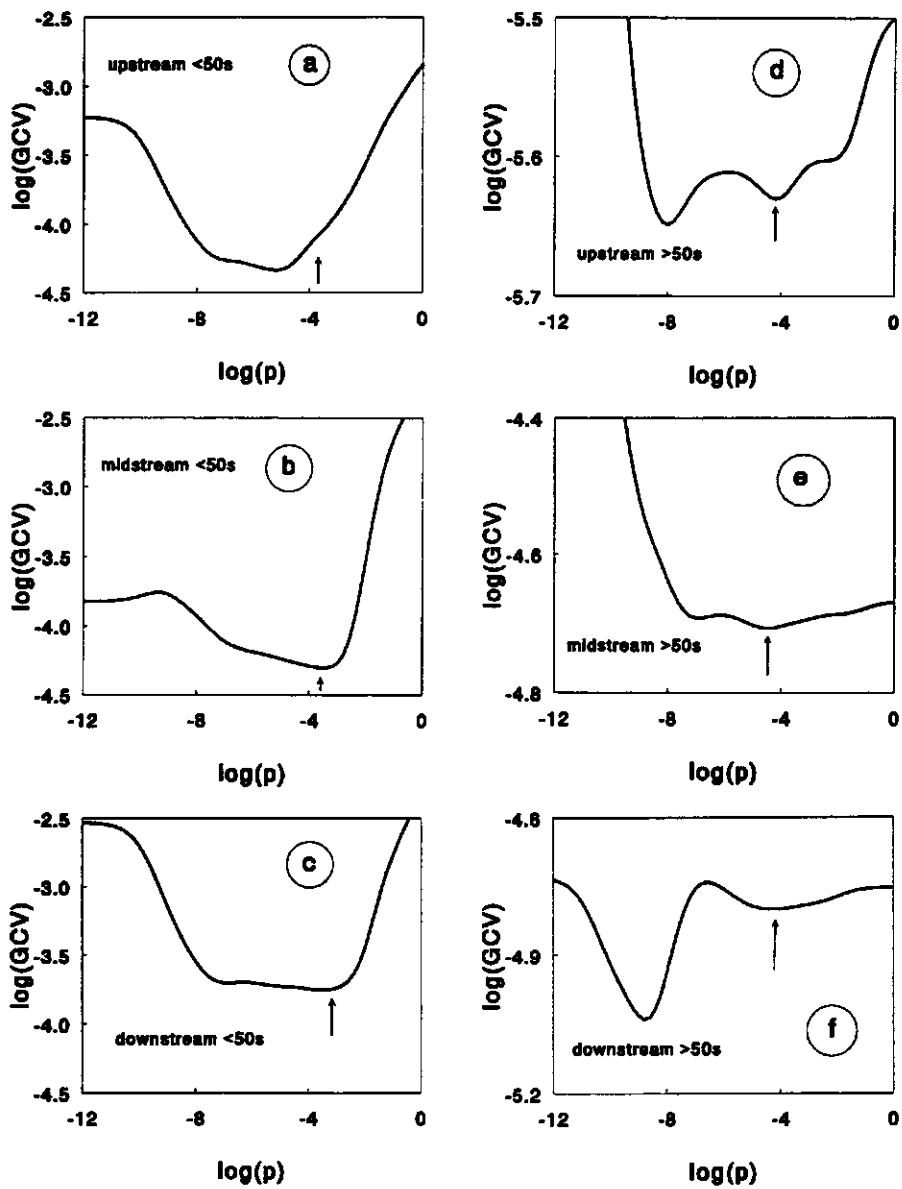 -2.5
-3.0
-3.5
-4.0
-4.5
log(GCV)
upstream <50s
a
-12
-8
-4
0
log(p)
-5.5
-5.6
-5.7
log(GCV)
d
upstream >50s
-12
-8
-4
0
log(p)
-2.5
-3.0
-3.5
-4.0
-4.5
log(GCV)
midstream <50s
b
-12
-8
-4
0
log(p)
-4.4
-4.6
-4.8
log(GCV)
e
midstream >50s
-12
-8
-4
0
log(p)
-2.5
-3.0
-3.5
-4.0
-4.5
log(GCV)
c
downstream <50s
-12
-8
-4
0
log(p)
-4.6
-4.9
-5.2
log(GCV)
downstream >50s
f
-12
-8
-4
0
log(p)